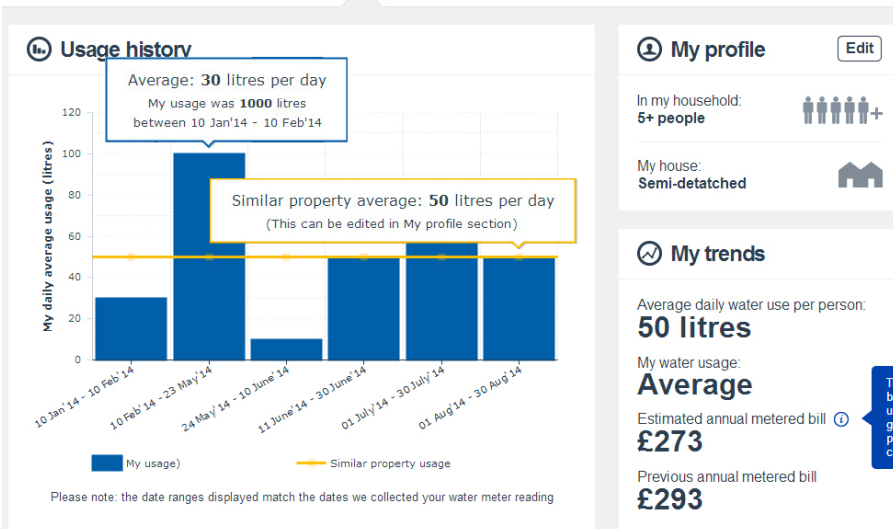 Usage history
Average: 30 litres per day
My usage was 1000 litres
between 10 Jan'14 - 10 Feb'14
Similar property average: 50 litres per day
(This can be edited in My profile section)
My daily average usage (litres)
120
100
80
60
40
20
0
10 Jan'14 - 10 Feb'14
10 Feb'14 - 23 May'14
24 May'14 - 10 June'14
11 June'14 - 30 June'14
01 July'14 - 30 July'14
01 Aug'14 - 30 Aug'14
My usage)
Similar property usage
Please note: the date ranges displayed match the dates we collected your water meter reading
My profile
Edit
In my household:
5+ people
My house:
Semi-detatched
My trends
Average daily water use per person:
50 litres
My water usage:
Average
Estimated annual metered bill
£273
Previous annual metered bill
£293